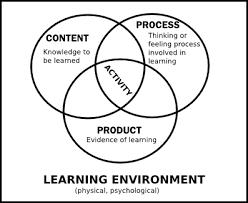 CONTENT
Knowledge to
be learned
PROCESS
Thinking or
feeling process
involved in
learning
ACTIVITY
PRODUCT
Evidence of learning
LEARNING ENVIRONMENT
(physical, psychological)